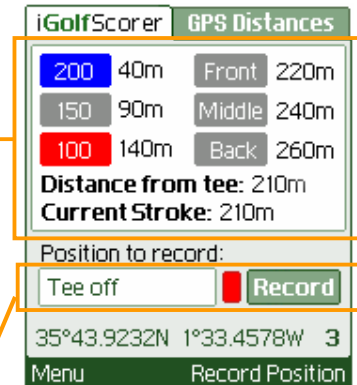 iGolfScorer GPS Distances
200 40m Front 220m
150 90m Middle 240m
100 140m Back 260m
Distance from tee: 210m
Current Stroke: 210m
Position to record:
Tee off Record
35°43.9232N 1°33.4578W 3
Menu Record Position